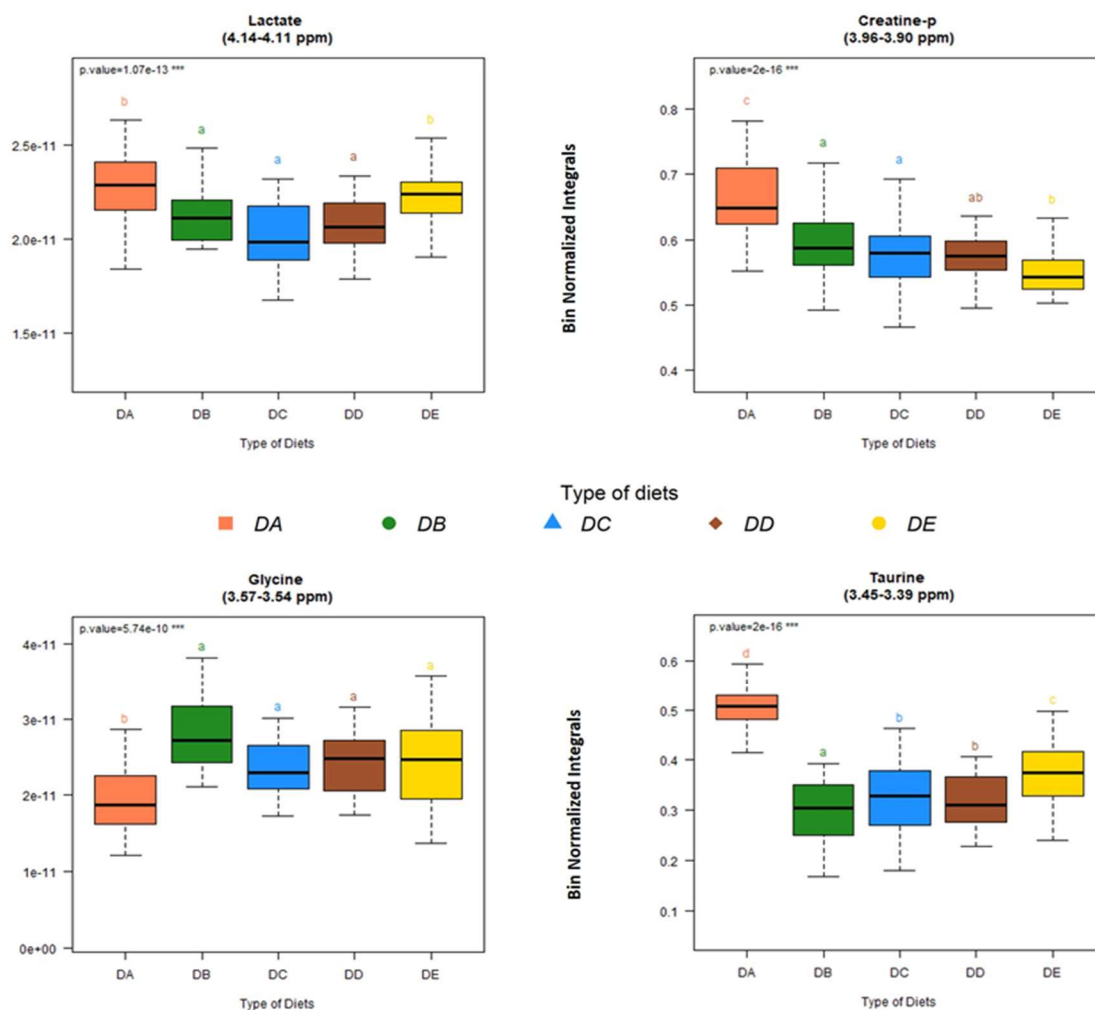 Lactate
(4.14-4.11 ppm)
p.value=1.07e-13 ***
b
a
a
a
b
2.5e-11
2.0e-11
1.5e-11
DA DB DC DD DE
Type of Diets
Creatine-p
(3.96-3.90 ppm)
p.value=2e-16 ***
c
a
a
ab
b
0.8
0.7
0.6
0.5
0.4
Bin Normalized Integrals
DA DB DC DD DE
Type of Diets
Type of diets
DA DB DC DD DE
Glycine
(3.57-3.54 ppm)
p.value=5.74e-10 ***
b
a
a
a
a
4e-11
3e-11
2e-11
1e-11
0e+00
DA DB DC DD DE
Type of Diets
Taurine
(3.45-3.39 ppm)
p.value=2e-16 ***
d
a
b
b
c
0.6
0.5
0.4
0.3
0.2
0.1
Bin Normalized Integrals
DA DB DC DD DE
Type of Diets